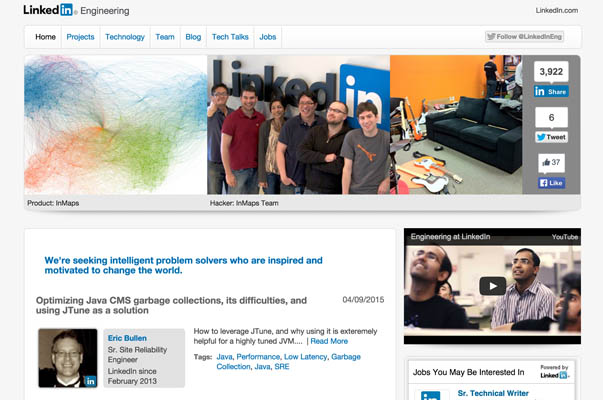 LinkedIn Engineering
LinkedIn.com
Home Projects Technology Team Blog Tech Talks Jobs
Follow @LinkedInEng
LinkedIn
3,922
in Share
6
Tweet
37
Like
Product: InMaps
Hacker: InMaps Team
We're seeking intelligent problem solvers who are inspired and
motivated to change the world.
Engineering at LinkedIn
YouTube
Optimizing Java CMS garbage collections, its difficulties, and
using JTune as a solution
04/09/2015
Eric Bullen
Sr. Site Reliability
Engineer
LinkedIn since
February 2013
in
How to leverage JTune, and why using it is exteremely
helpful for a highly tuned JVM.... | Read More
Tags: Java, Performance, Low Latency, Garbage
Collection, Java, SRE
Jobs You May Be Interested In
Powered by
LinkedIn
Sr. Technical Writer